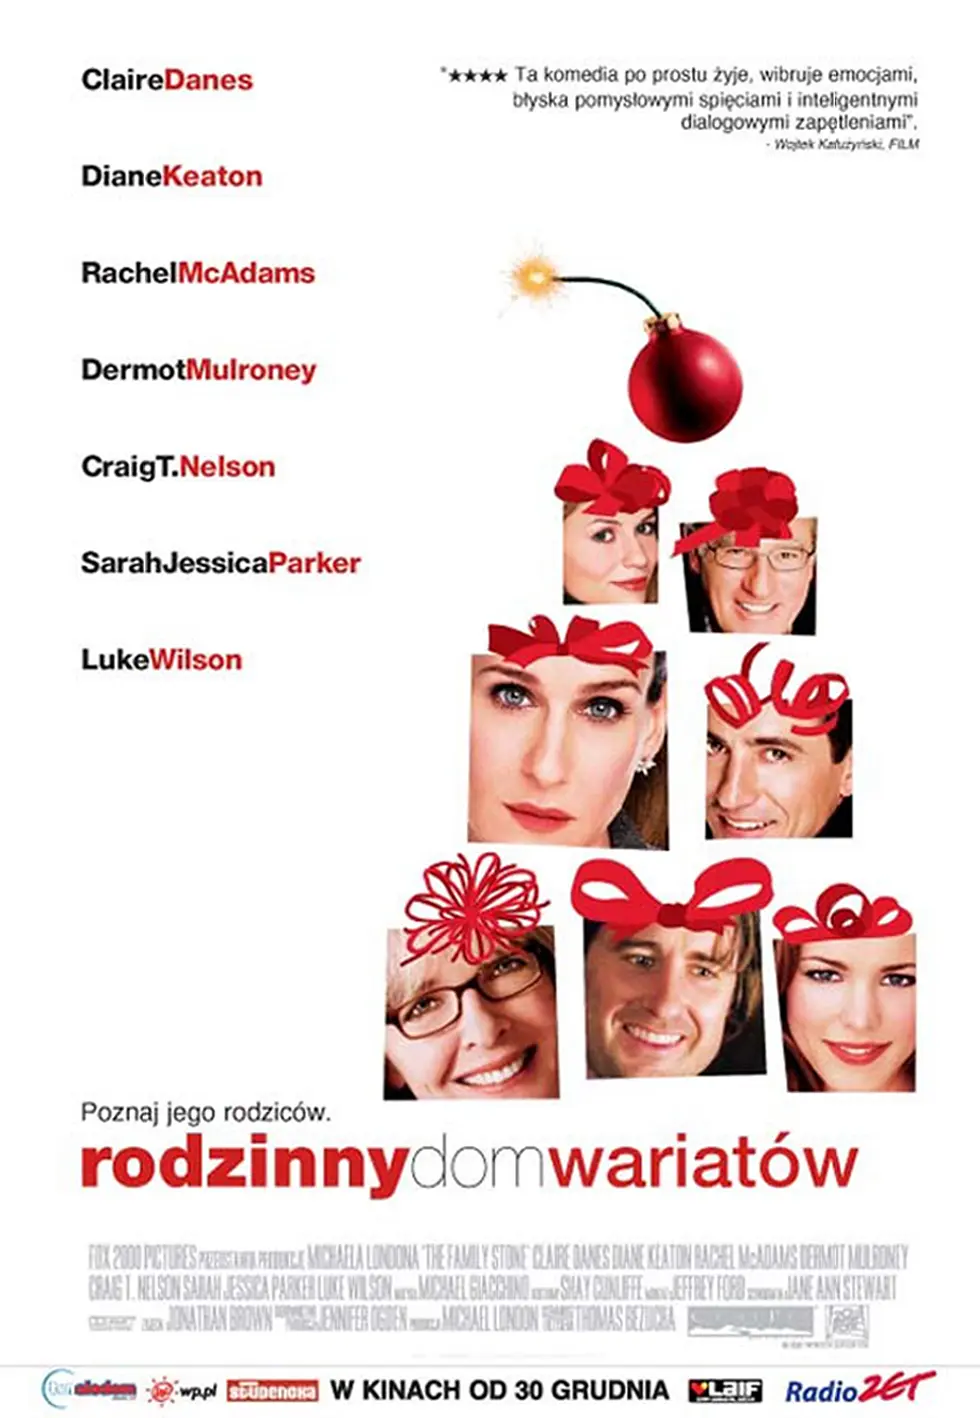 ClaireDanes
DianeKeaton
RachelMcAdams
DermotMulroney
CraigT.Nelson
SarahJessicaParker
LukeWilson
"★★★★ Ta komedia po prostu żyje, wibruje emocjami,
błyska pomysłowymi spięciami i inteligentnymi
dialogowymi zapętleniami".
- Wojtek Kałużyński, FILM
Poznaj jego rodziców.
rodzinnydomwariatów
FOX 2000 PICTURES PRZEDSTAWIA PRODUKCJĘ MICHAELA LONDONA "THE FAMILY STONE" CLAIRE DANES DIANE KEATON RACHEL McADAMS DERMOT MULRONEY
CRAIG T. NELSON SARAH JESSICA PARKER LUKE WILSON MICHAEL GIACCHINO SHAY CUNLIFFE JEFFREY FORD JANE ANN STEWART
JONATHAN BROWN JENNIFER OGDEN MICHAEL LONDON THOMAS BEZUCHA
wp.pl STUDENCKA W KINACH OD 30 GRUDNIA LAIF Radio ZET